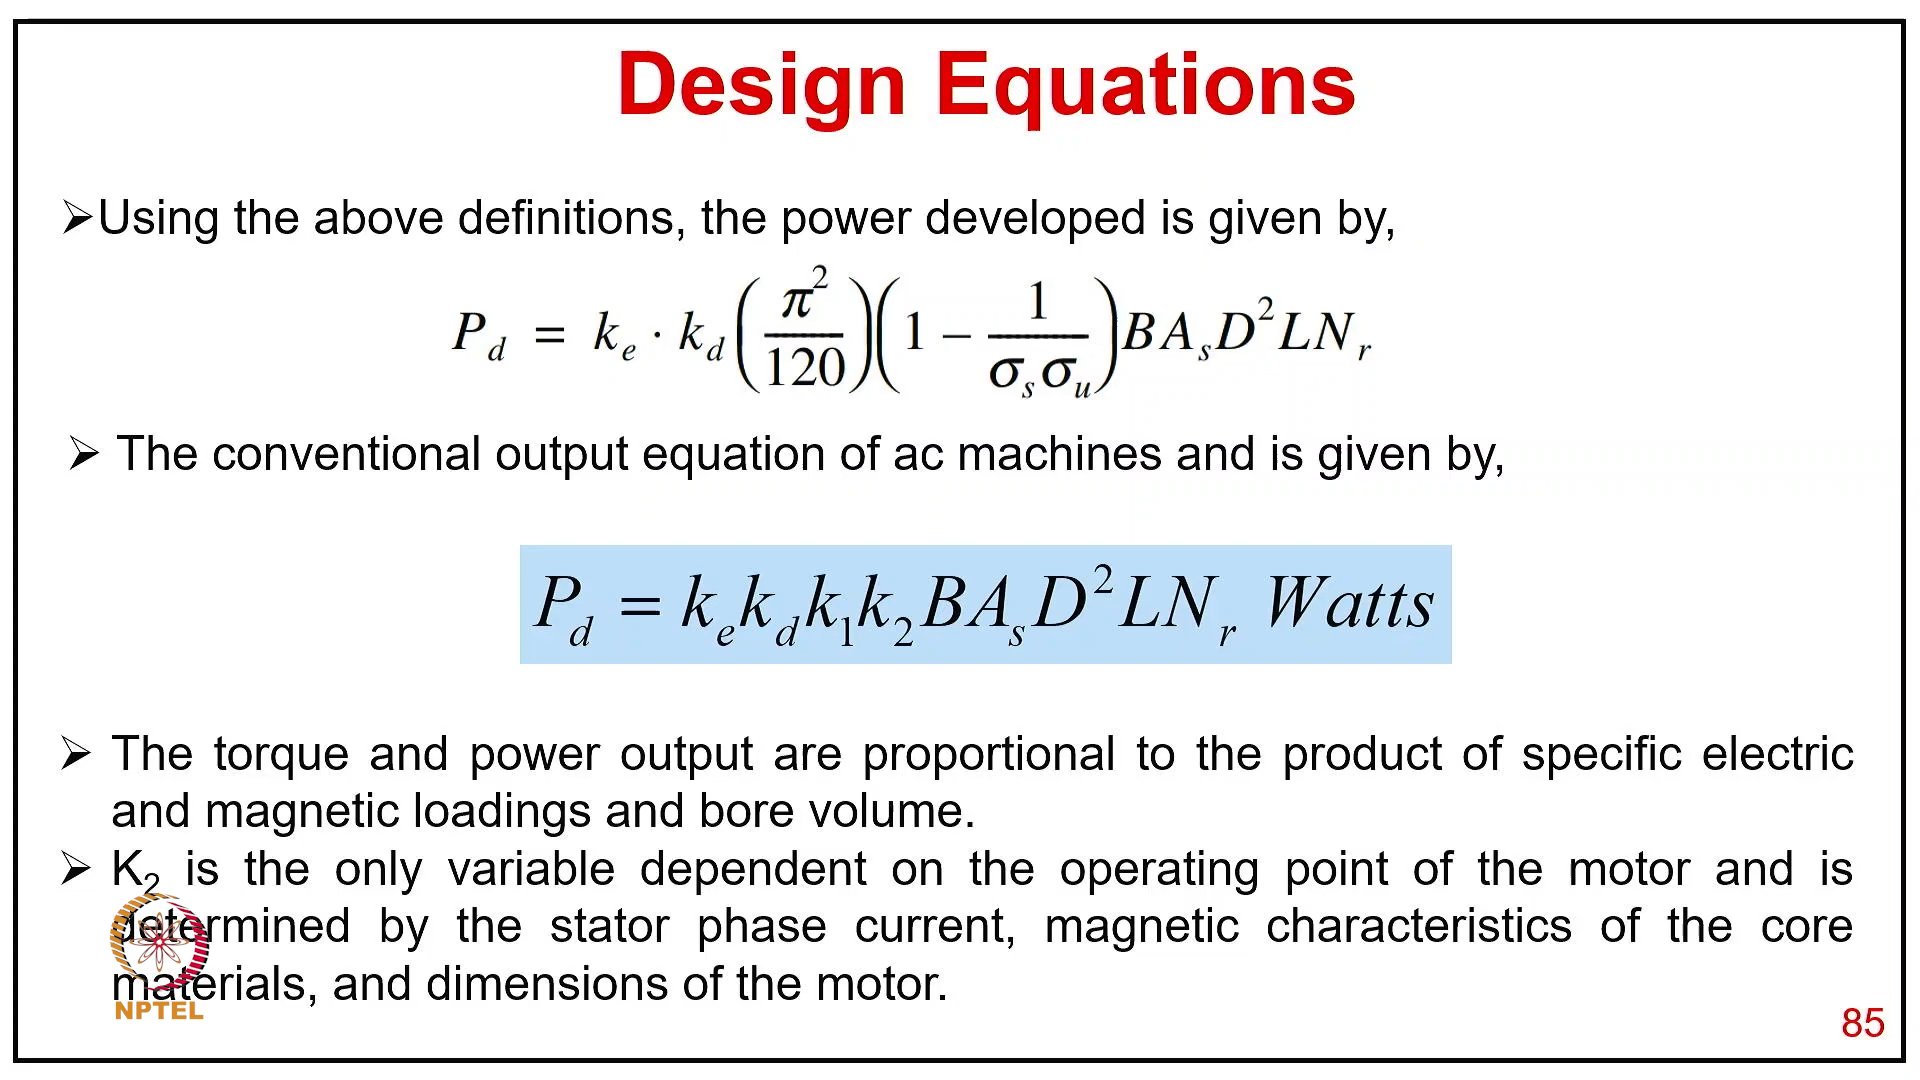 Design Equations
➢Using the above definitions, the power developed is given by,
P_d = k_e · k_d (π²/120)(1 − 1/(σ_s σ_u)) B A_s D² L N_r
➢ The conventional output equation of ac machines and is given by,
P_d = k_e k_d k_1 k_2 B A_s D² L N_r Watts
➢ The torque and power output are proportional to the product of specific electric
and magnetic loadings and bore volume.
➢ K₂ is the only variable dependent on the operating point of the motor and is
determined by the stator phase current, magnetic characteristics of the core
materials, and dimensions of the motor.
NPTEL
85